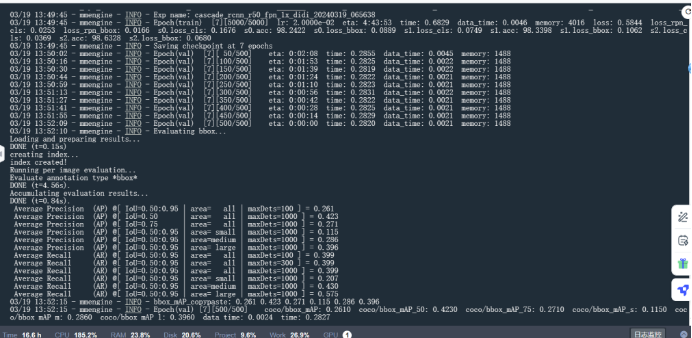 03/19 13:49:45 - mmengine - INFO - Exp name: cascade_rcnn_r50_fpn_1x_didi_20240319_065638
03/19 13:49:45 - mmengine - INFO - Epoch(train)  [7][5000/5000]  lr: 2.0000e-02  eta: 4:43:53  time: 0.6829  data_time: 0.0046  memory: 4016  loss: 0.5844  loss_rpn_
cls: 0.0253  loss_rpn_bbox: 0.0166  s0.loss_cls: 0.1676  s0.acc: 98.2422  s0.loss_bbox: 0.0889  s1.loss_cls: 0.0749  s1.acc: 98.3398  s1.loss_bbox: 0.1062  s2.loss_c
ls: 0.0369  s2.acc: 98.6328  s2.loss_bbox: 0.0680
03/19 13:49:45 - mmengine - INFO - Saving checkpoint at 7 epochs
03/19 13:50:02 - mmengine - INFO - Epoch(val)  [7][ 50/500]    eta: 0:02:08  time: 0.2855  data_time: 0.0045  memory: 1488
03/19 13:50:16 - mmengine - INFO - Epoch(val)  [7][100/500]    eta: 0:01:53  time: 0.2825  data_time: 0.0022  memory: 1488
03/19 13:50:30 - mmengine - INFO - Epoch(val)  [7][150/500]    eta: 0:01:39  time: 0.2819  data_time: 0.0022  memory: 1488
03/19 13:50:44 - mmengine - INFO - Epoch(val)  [7][200/500]    eta: 0:01:24  time: 0.2822  data_time: 0.0021  memory: 1488
03/19 13:50:59 - mmengine - INFO - Epoch(val)  [7][250/500]    eta: 0:01:10  time: 0.2823  data_time: 0.0021  memory: 1488
03/19 13:51:13 - mmengine - INFO - Epoch(val)  [7][300/500]    eta: 0:00:56  time: 0.2831  data_time: 0.0022  memory: 1488
03/19 13:51:27 - mmengine - INFO - Epoch(val)  [7][350/500]    eta: 0:00:42  time: 0.2822  data_time: 0.0021  memory: 1488
03/19 13:51:41 - mmengine - INFO - Epoch(val)  [7][400/500]    eta: 0:00:28  time: 0.2825  data_time: 0.0021  memory: 1488
03/19 13:51:55 - mmengine - INFO - Epoch(val)  [7][450/500]    eta: 0:00:14  time: 0.2829  data_time: 0.0021  memory: 1488
03/19 13:52:09 - mmengine - INFO - Epoch(val)  [7][500/500]    eta: 0:00:00  time: 0.2820  data_time: 0.0021  memory: 1488
03/19 13:52:10 - mmengine - INFO - Evaluating bbox...
Loading and preparing results...
DONE (t=0.15s)
creating index...
index created!
Running per image evaluation...
Evaluate annotation type *bbox*
DONE (t=4.56s).
Accumulating evaluation results...
DONE (t=0.84s).
Average Precision  (AP) @[ IoU=0.50:0.95 | area=   all | maxDets=100 ] = 0.261
Average Precision  (AP) @[ IoU=0.50      | area=   all | maxDets=1000 ] = 0.423
Average Precision  (AP) @[ IoU=0.75      | area=   all | maxDets=1000 ] = 0.271
Average Precision  (AP) @[ IoU=0.50:0.95 | area= small | maxDets=1000 ] = 0.115
Average Precision  (AP) @[ IoU=0.50:0.95 | area=medium | maxDets=1000 ] = 0.286
Average Precision  (AP) @[ IoU=0.50:0.95 | area= large | maxDets=1000 ] = 0.396
Average Recall     (AR) @[ IoU=0.50:0.95 | area=   all | maxDets=100 ] = 0.399
Average Recall     (AR) @[ IoU=0.50:0.95 | area=   all | maxDets=300 ] = 0.399
Average Recall     (AR) @[ IoU=0.50:0.95 | area=   all | maxDets=1000 ] = 0.399
Average Recall     (AR) @[ IoU=0.50:0.95 | area= small | maxDets=1000 ] = 0.207
Average Recall     (AR) @[ IoU=0.50:0.95 | area=medium | maxDets=1000 ] = 0.430
Average Recall     (AR) @[ IoU=0.50:0.95 | area= large | maxDets=1000 ] = 0.575
03/19 13:52:15 - mmengine - INFO - bbox_mAP_copypaste: 0.261 0.423 0.271 0.115 0.286 0.396
03/19 13:52:15 - mmengine - INFO - Epoch(val) [7][500/500]    coco/bbox_mAP: 0.2610  coco/bbox_mAP_50: 0.4230  coco/bbox_mAP_75: 0.2710  coco/bbox_mAP_s: 0.1150  coc
o/bbox_mAP_m: 0.2860  coco/bbox_mAP_l: 0.3960  data_time: 0.0024  time: 0.2827
Time 16.6 h  CPU 185.2%  RAM 23.8%  Disk 20.6%  Project 9.6%  Work 26.9%  GPU 1  日志监控